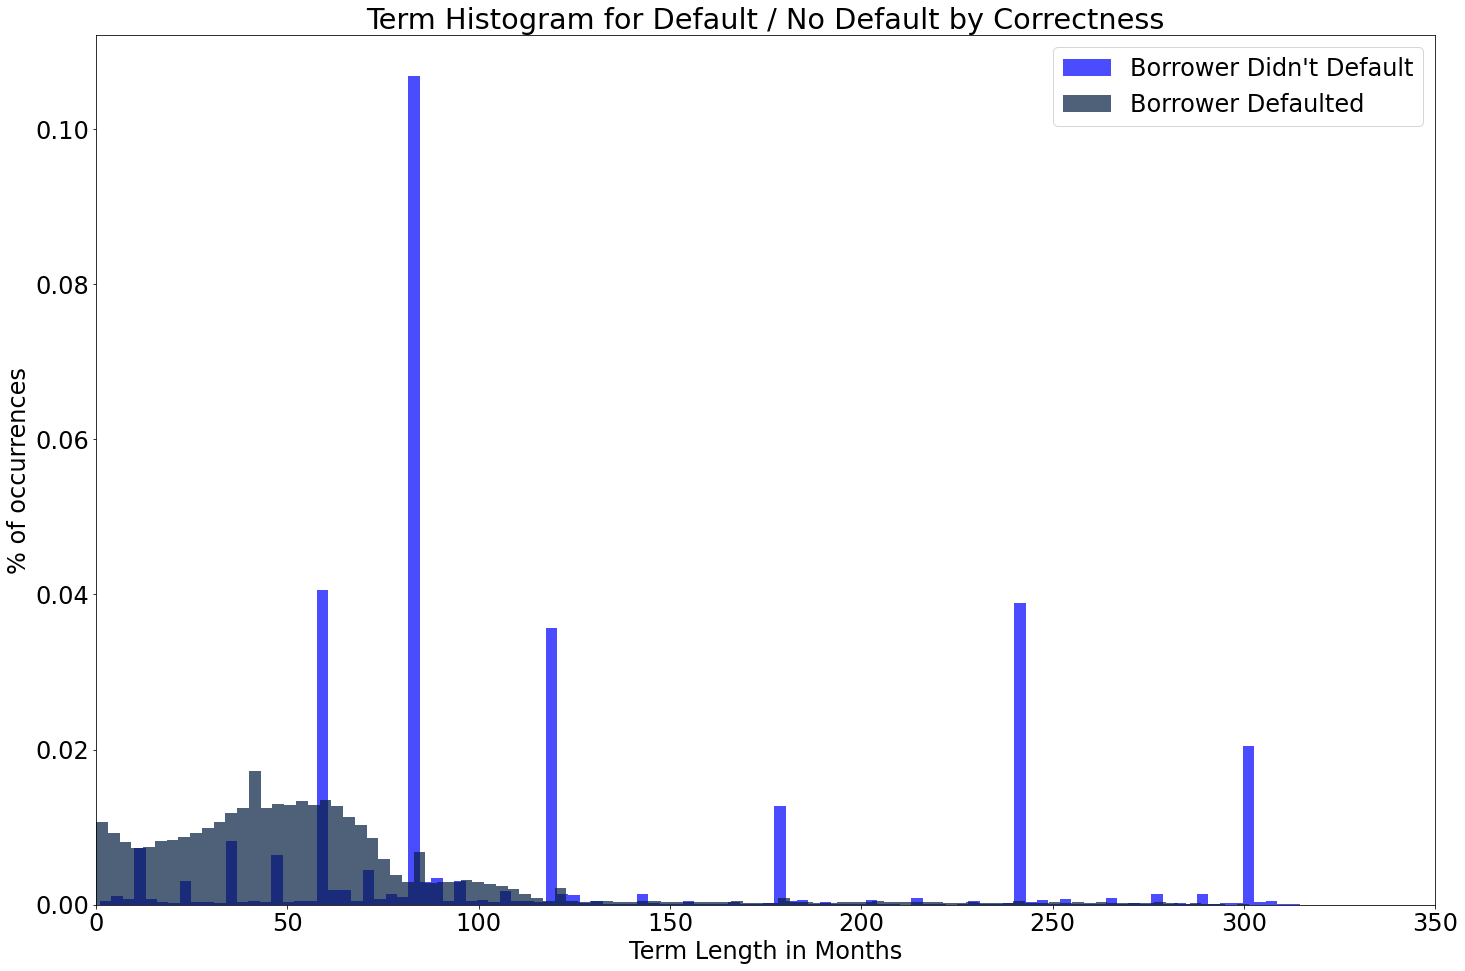 Term Histogram for Default / No Default by Correctness
Borrower Didn't Default
Borrower Defaulted
% of occurrences
0.10
0.08
0.06
0.04
0.02
0.00
0 50 100 150 200 250 300 350
Term Length in Months